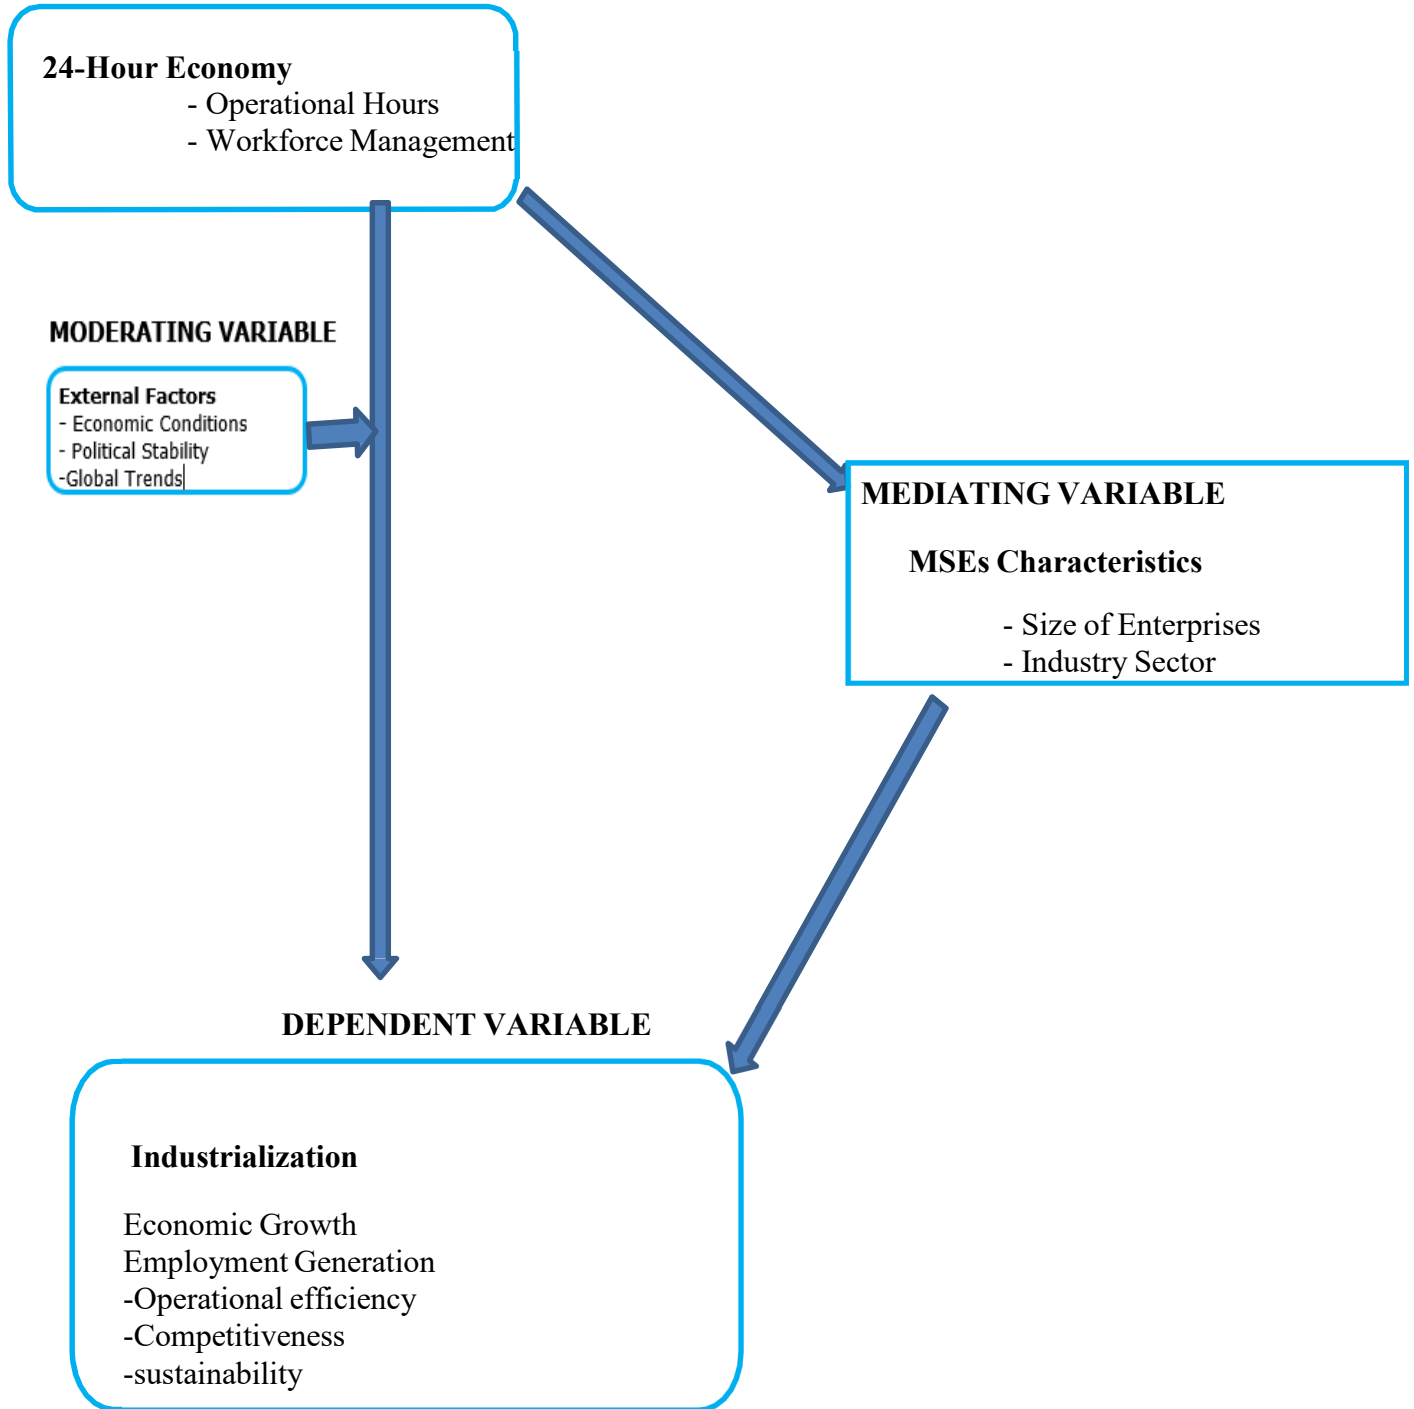 24-Hour Economy
- Operational Hours
- Workforce Management
MODERATING VARIABLE
External Factors
- Economic Conditions
- Political Stability
-Global Trends
MEDIATING VARIABLE
MSEs Characteristics
- Size of Enterprises
- Industry Sector
DEPENDENT VARIABLE
Industrialization
Economic Growth
Employment Generation
-Operational efficiency
-Competitiveness
-sustainability